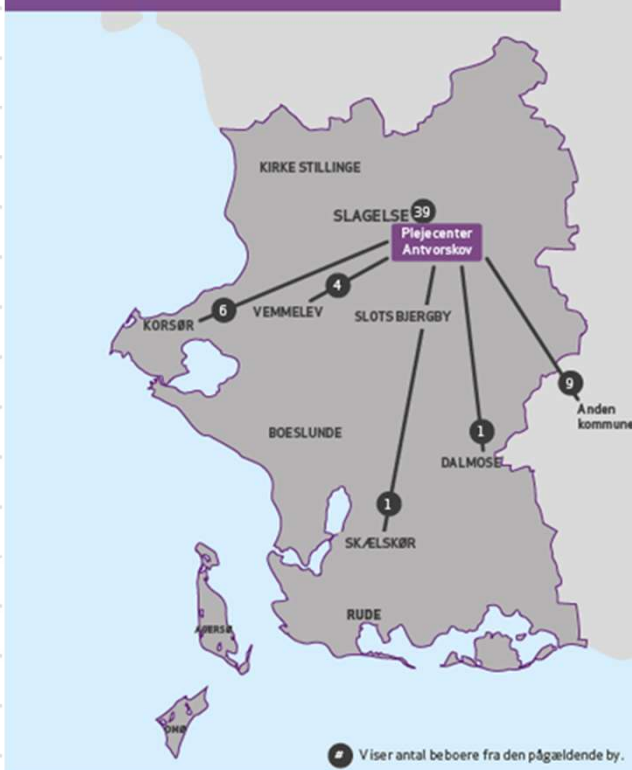 KIRKE STILLINGE
SLAGELSE 39
Plejecenter
Antvorskov
4
6
VEMMELEV
SLOTS BJERGBY
KORSØR
9
Anden
kommune
BOESLUNDE
1
DALMOSE
1
SKÆLSKØR
RUDE
AGERSØ
OMØ
# Viser antal beboere fra den pågældende by.